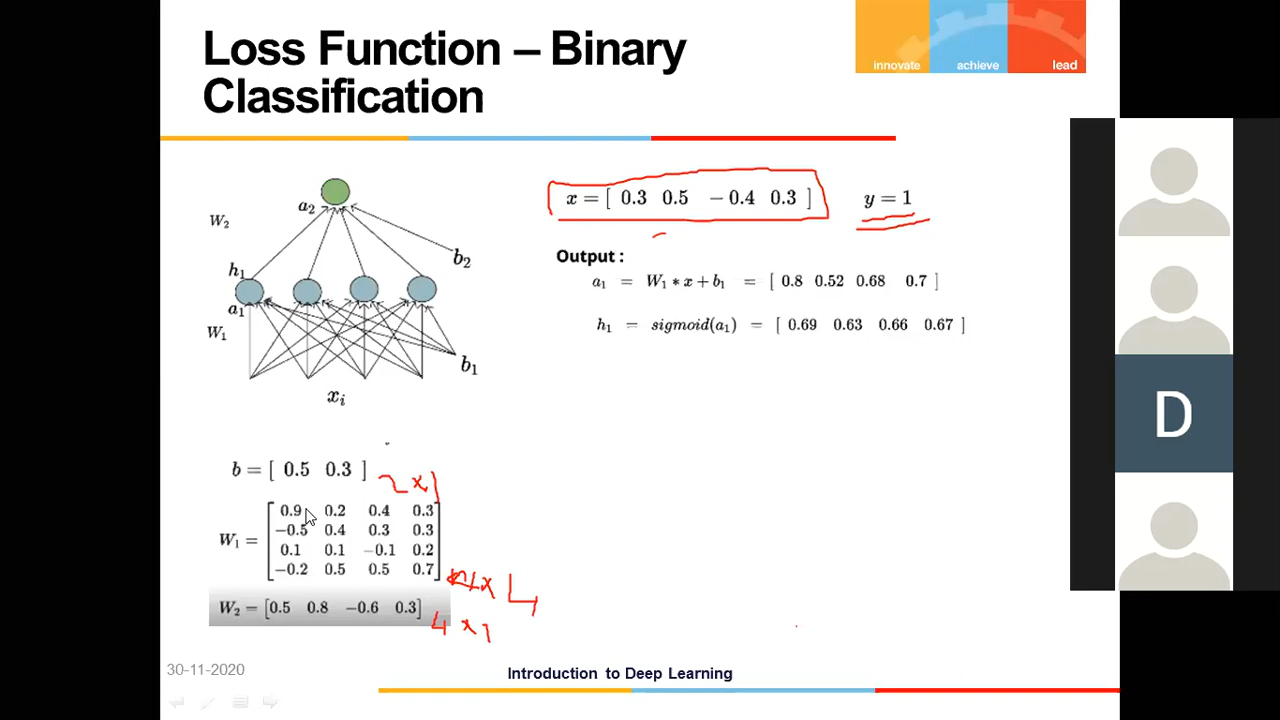 Loss Function – Binary
Classification
innovate achieve lead
x = [ 0.3 0.5 − 0.4 0.3 ] y = 1
Output :
a₁ = W₁ ∗ x + b₁ = [ 0.8 0.52 0.68 0.7 ]
h₁ = sigmoid(a₁) = [ 0.69 0.63 0.66 0.67 ]
a₂
W₂
b₂
h₁
a₁
W₁
b₁
xᵢ
b = [ 0.5 0.3 ] 2 x 1
W₁ = [ 0.9 0.2 0.4 0.3
−0.5 0.4 0.3 0.3
0.1 0.1 −0.1 0.2
−0.2 0.5 0.5 0.7 ]
x 4
W₂ = [0.5 0.8 −0.6 0.3]
4 x 1
D
30-11-2020
Introduction to Deep Learning